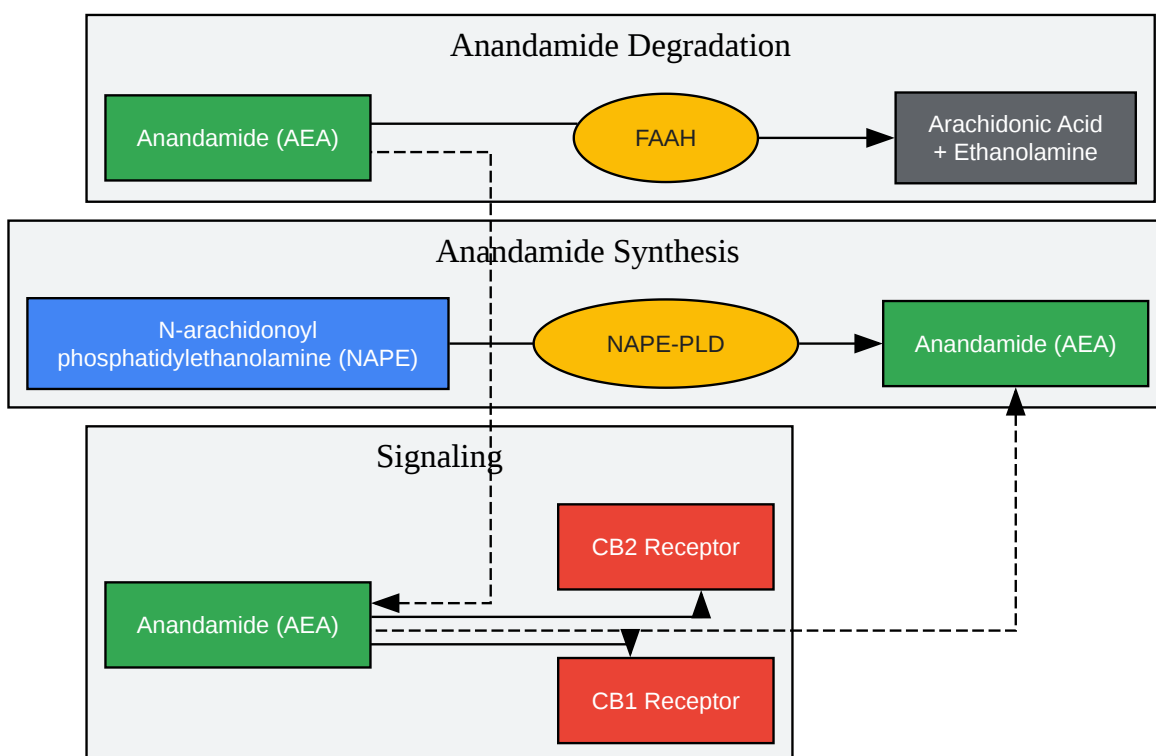 Anandamide Degradation
Anandamide (AEA)
FAAH
Arachidonic Acid
+ Ethanolamine
Anandamide Synthesis
N-arachidonoyl
phosphatidylethanolamine (NAPE)
NAPE-PLD
Anandamide (AEA)
Signaling
CB2 Receptor
Anandamide (AEA)
CB1 Receptor